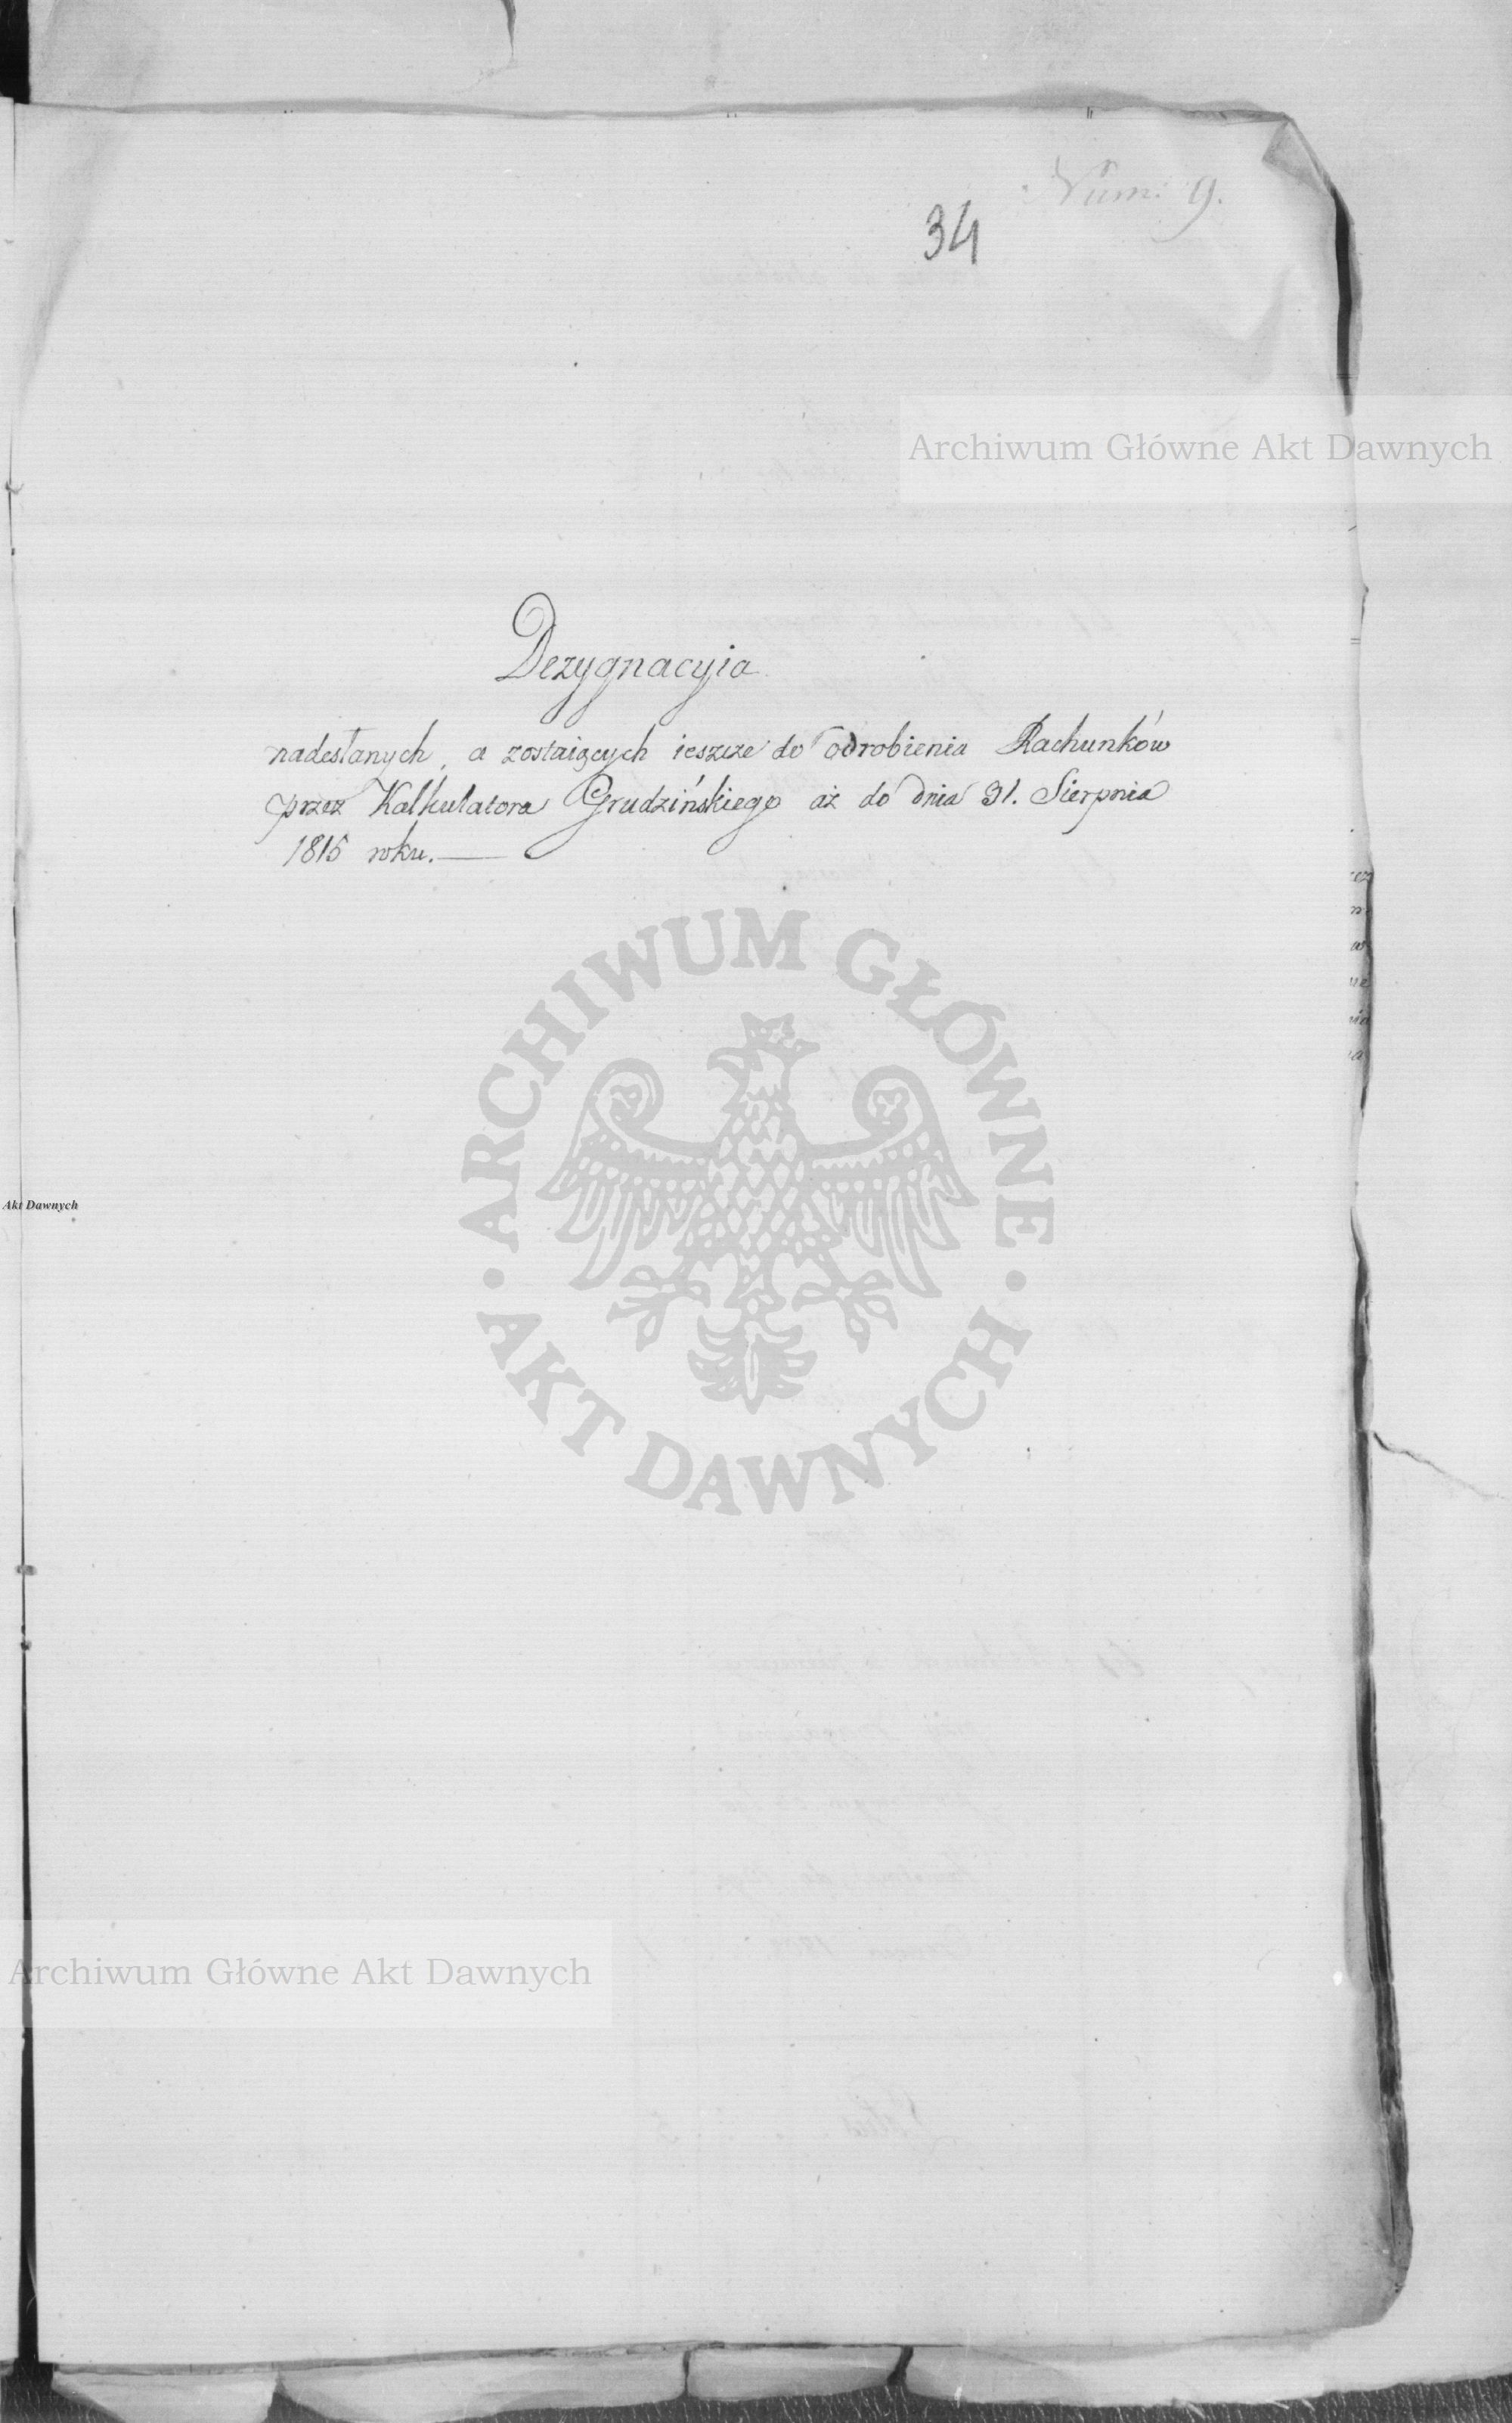 Num: 9.
34
Archiwum Główne Akt Dawnych
Dezygnacyia
nadesłanych, a zostaiących ieszcze do odrobienia Rachunków
przez Kalkulatora Grudzińskiego aż do dnia 31. Sierpnia
1815 roku.
ARCHIWUM GŁÓWNE
AKT DAWNYCH
Akt Dawnych
Archiwum Główne Akt Dawnych